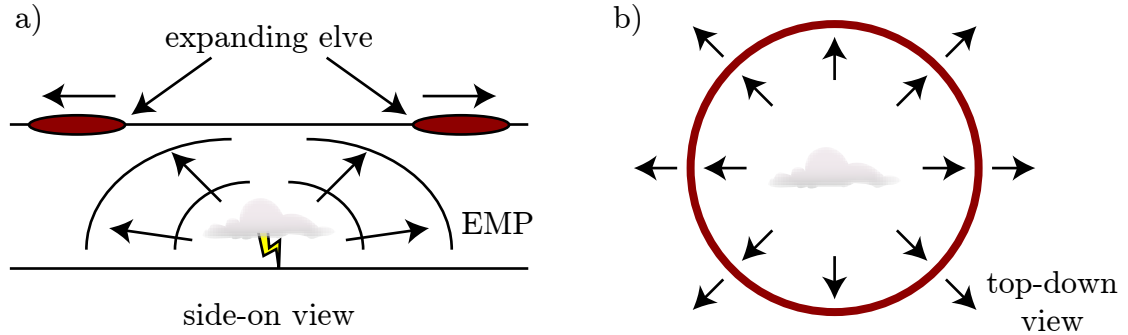 a)
expanding elve
EMP
side-on view
b)
top-down
view